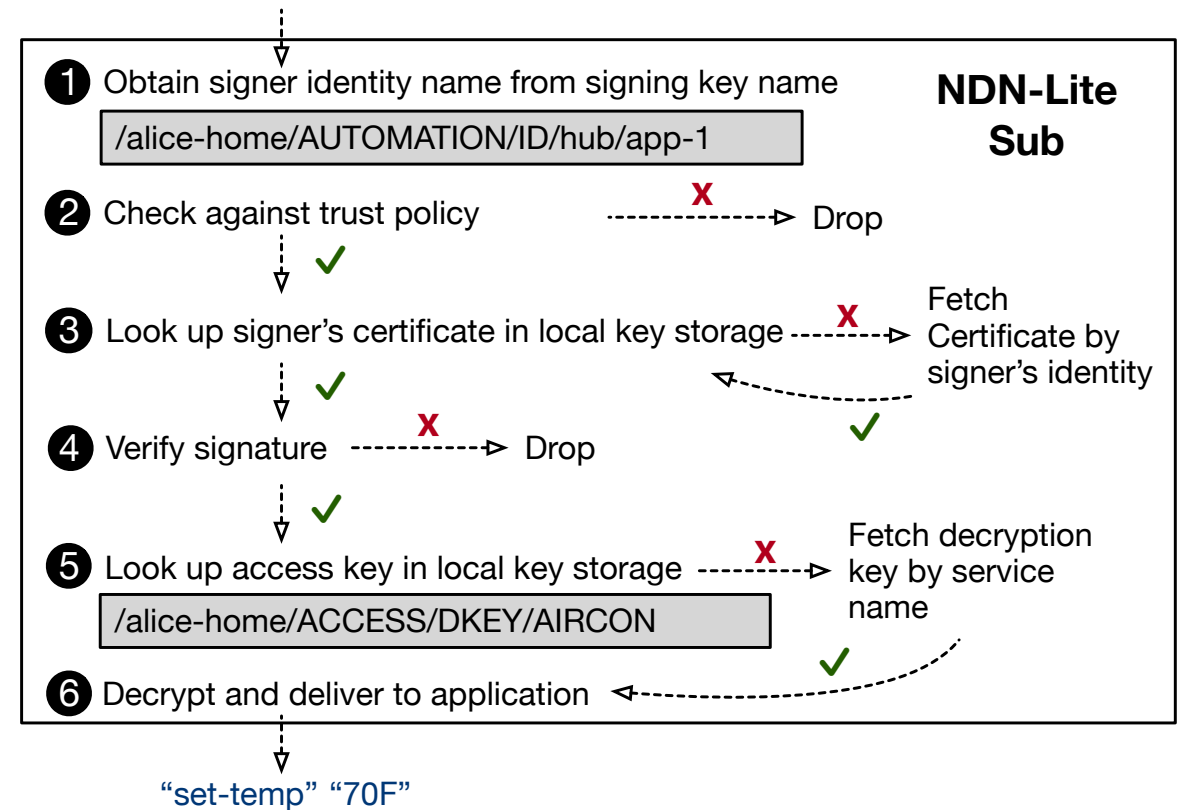 1 Obtain signer identity name from signing key name
NDN-Lite
Sub
/alice-home/AUTOMATION/ID/hub/app-1
2 Check against trust policy
X
Drop
3 Look up signer’s certificate in local key storage
X
Fetch
Certificate by
signer’s identity
4 Verify signature
X
Drop
5 Look up access key in local key storage
X
Fetch decryption
key by service
name
/alice-home/ACCESS/DKEY/AIRCON
6 Decrypt and deliver to application
“set-temp” “70F”